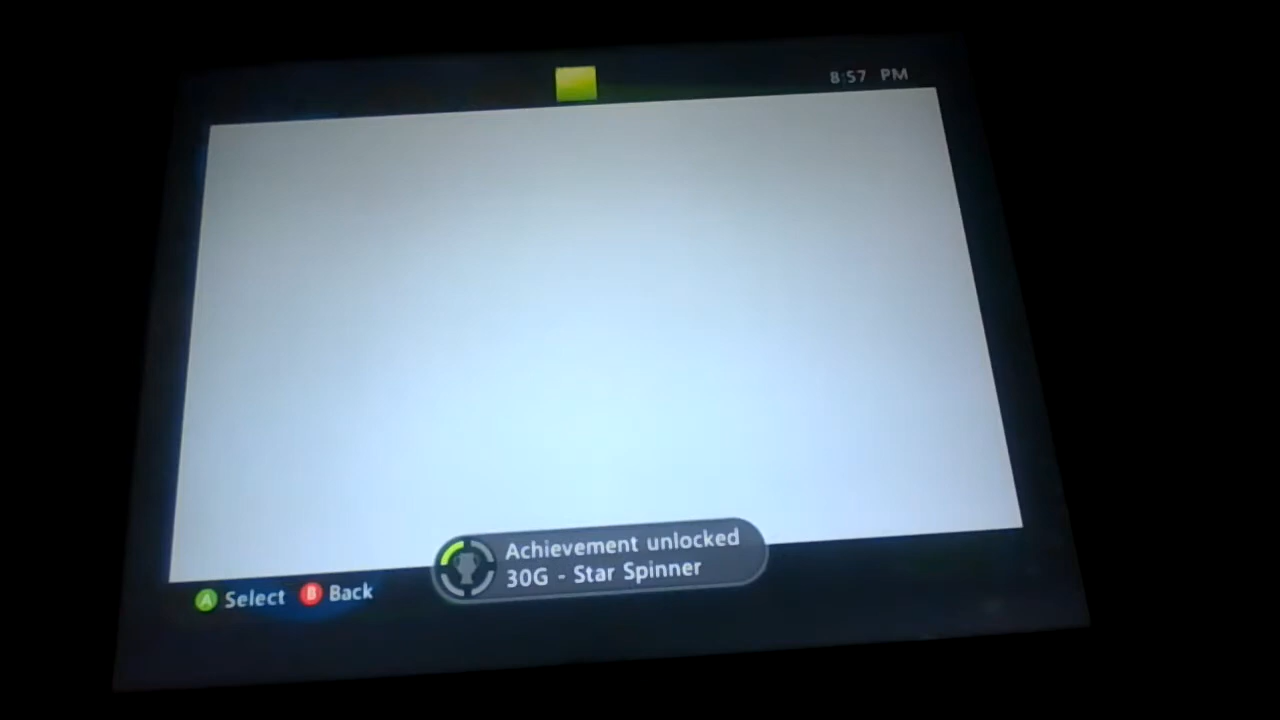 8:57 PM
Achievement unlocked
30G - Star Spinner
A Select B Back